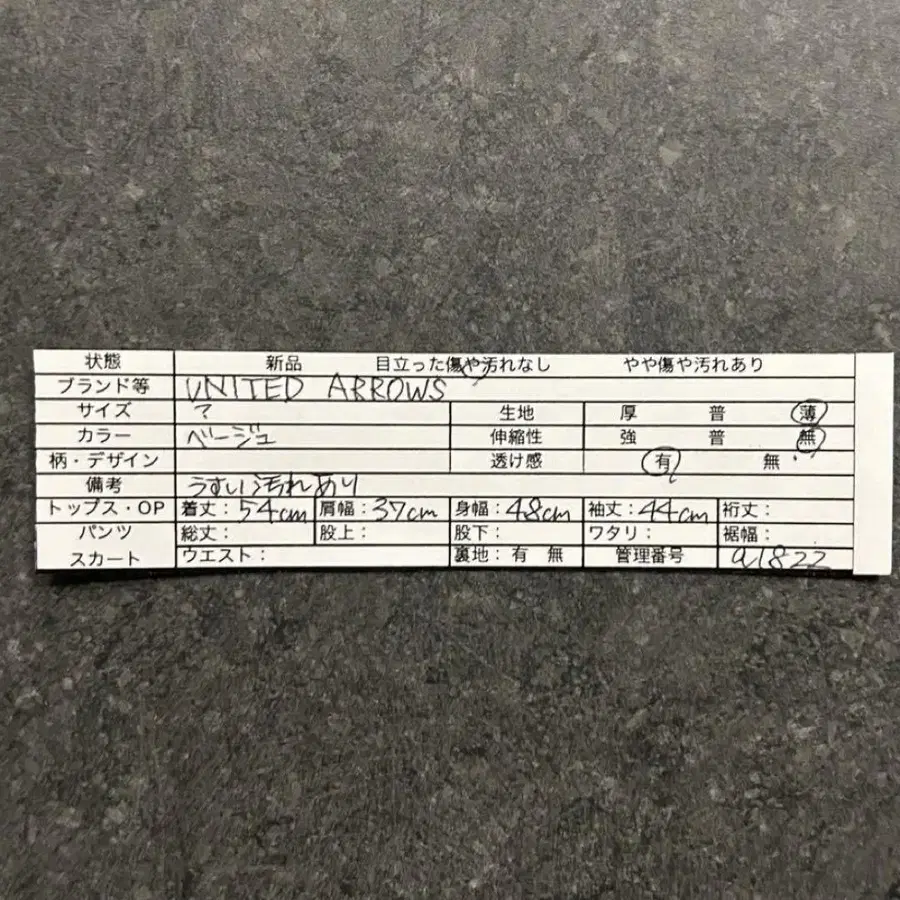 状態 新品 目立った傷や汚れなし やや傷や汚れあり
ブランド等 UNITED ARROWS
サイズ ? 生地 厚 普 薄
カラー ベージュ 伸縮性 強 普 無
柄・デザイン 透け感 有 無
備考 うすい汚れあり
トップス・OP 着丈：54cm 肩幅：37cm 身幅：48cm 袖丈：44cm 裄丈：
パンツ 総丈： 股上： 股下： ワタリ： 裾幅：
スカート ウエスト： 裏地：有 無 管理番号 a1822